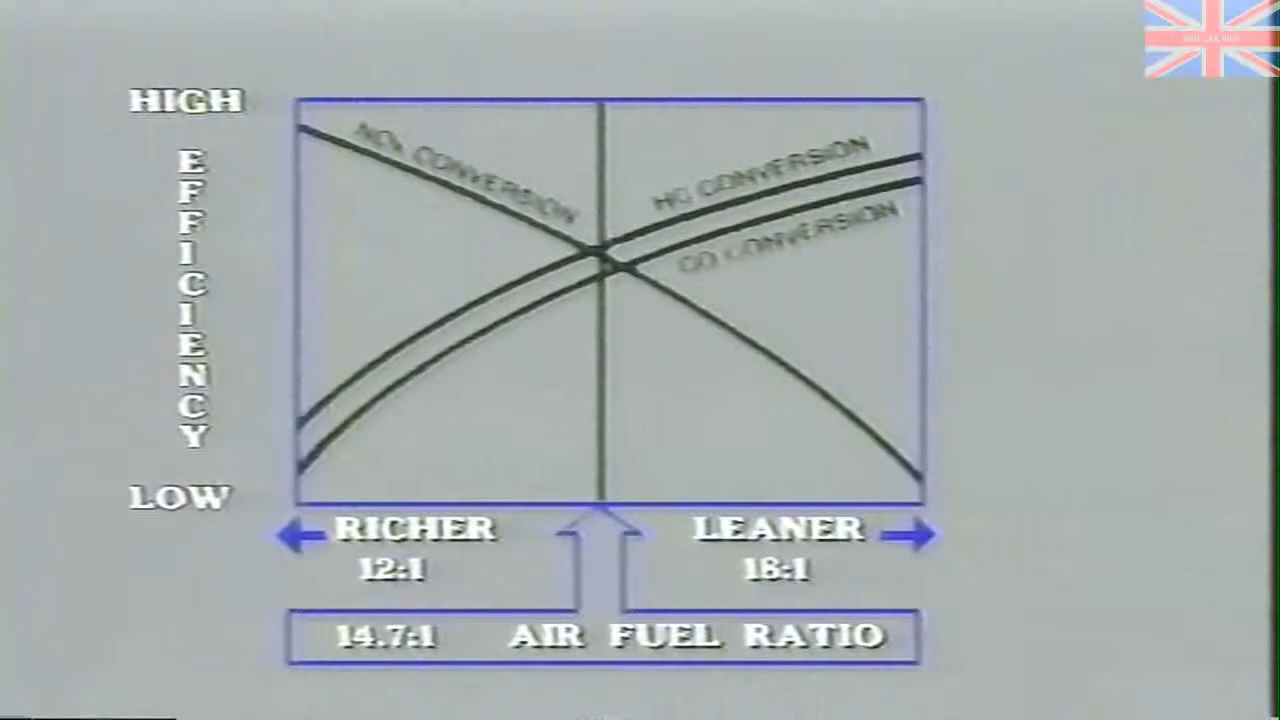 HIGH
EFFICIENCY
LOW
NOx CONVERSION
HC CONVERSION
CO CONVERSION
RICHER
12:1
LEANER
18:1
14.7:1 AIR FUEL RATIO